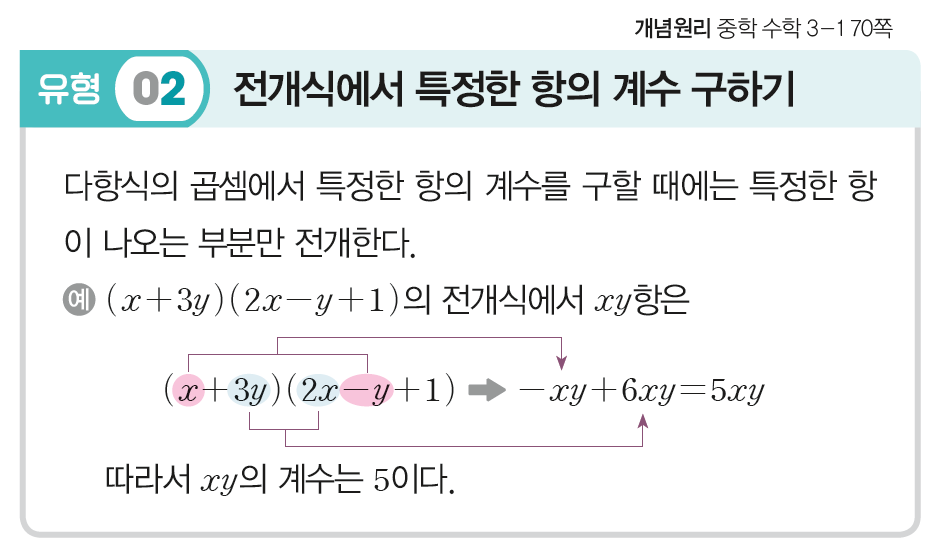 개념원리 중학 수학 3-1 70쪽
유형 02 전개식에서 특정한 항의 계수 구하기
다항식의 곱셈에서 특정한 항의 계수를 구할 때에는 특정한 항
이 나오는 부분만 전개한다.
예 (x+3y)(2x-y+1)의 전개식에서 xy항은
(x+3y)(2x-y+1) ➡ -xy+6xy=5xy
따라서 xy의 계수는 5이다.